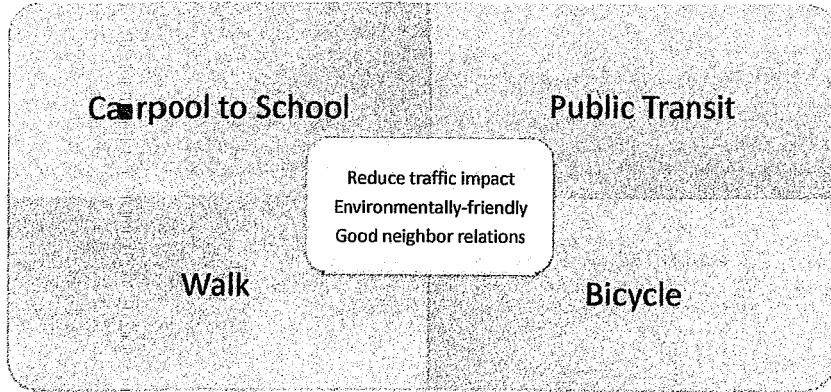 Carpool to School
Public Transit
Reduce traffic impact
Environmentally-friendly
Good neighbor relations
Walk
Bicycle